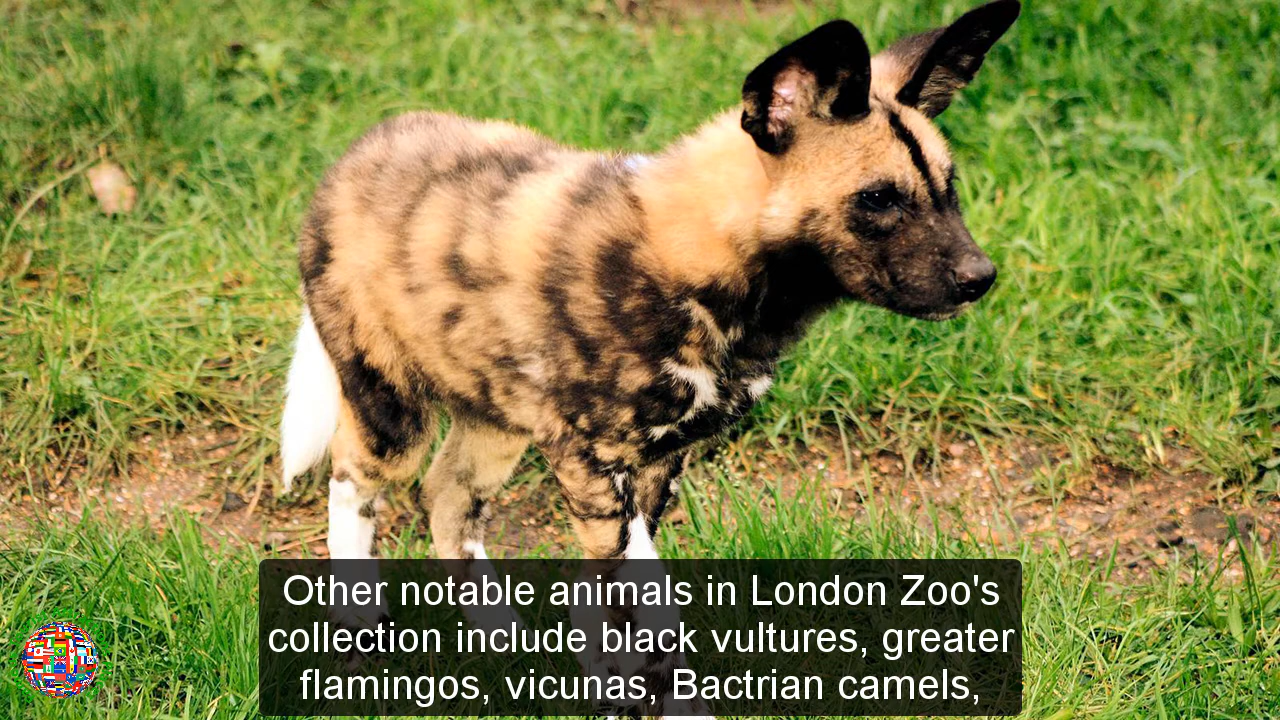 Other notable animals in London Zoo's
collection include black vultures, greater
flamingos, vicunas, Bactrian camels,